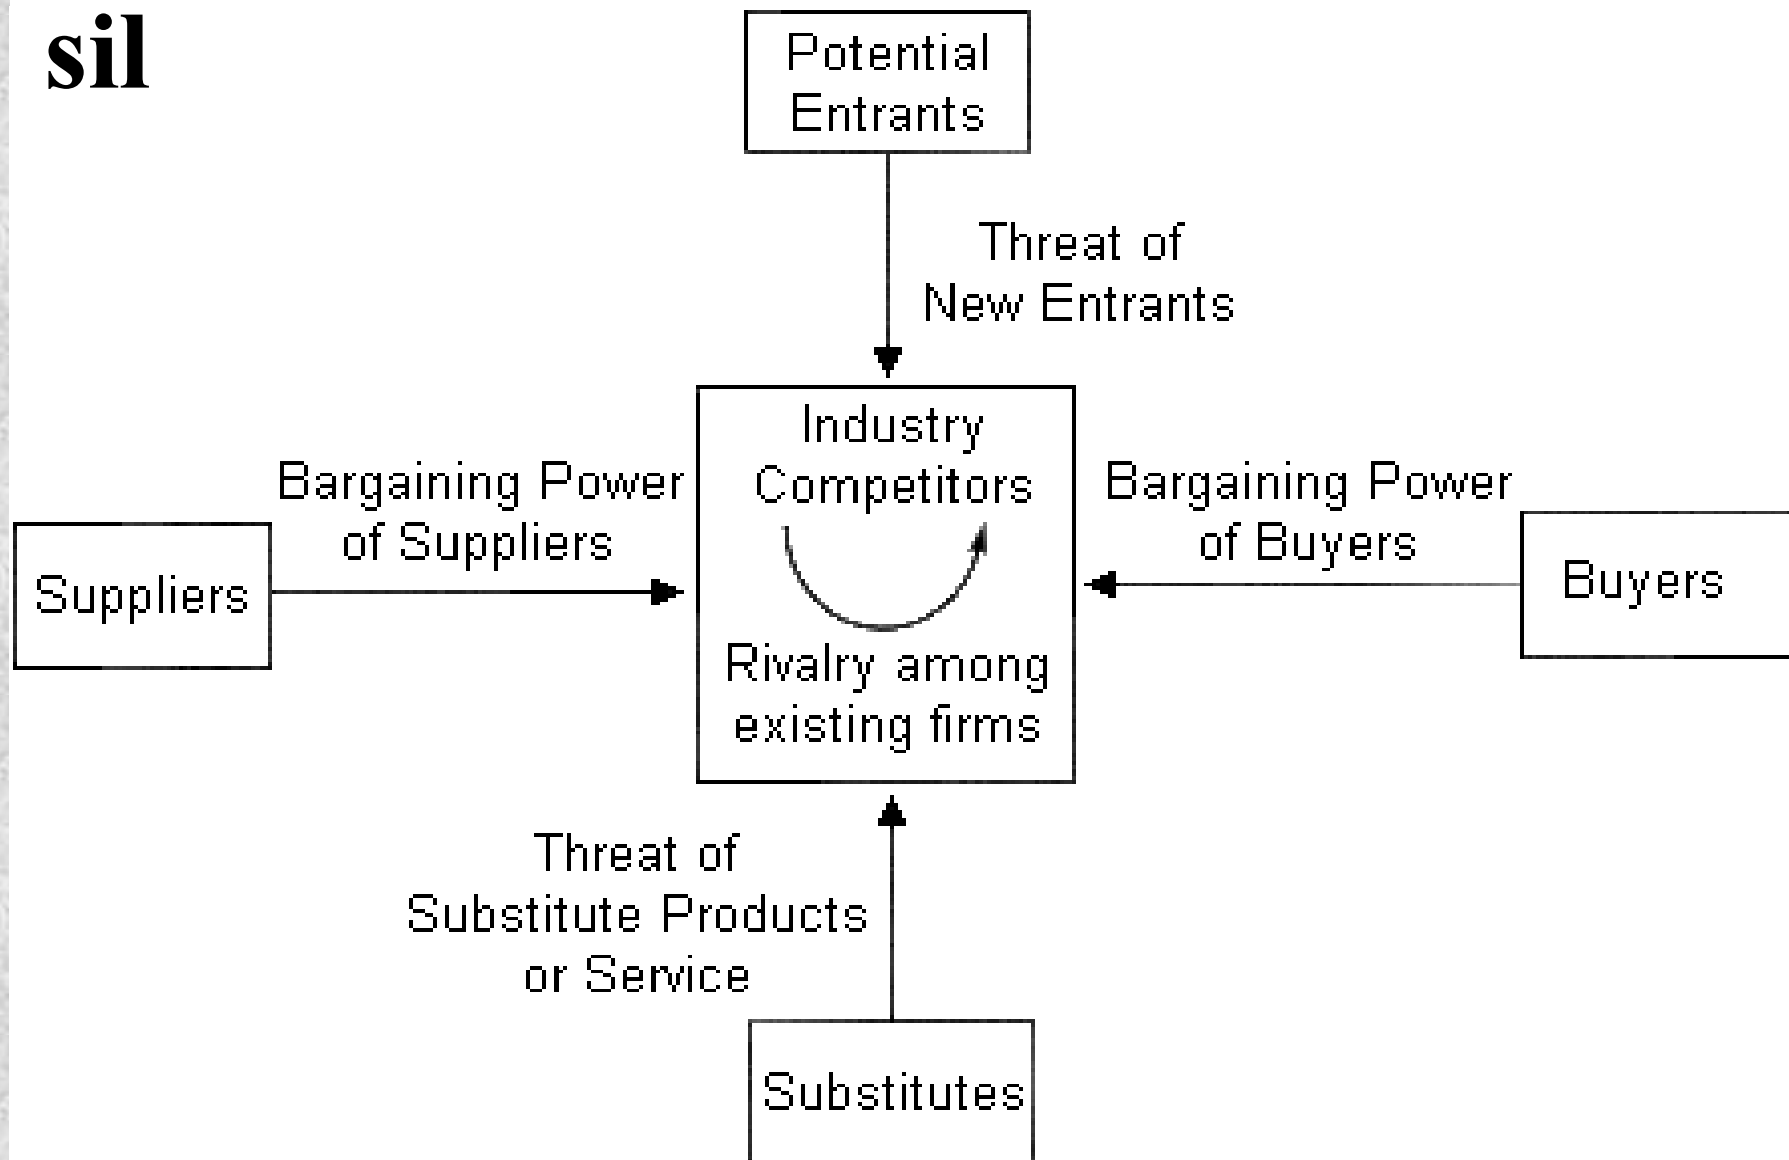 sil
Potential
Entrants
Threat of
New Entrants
Industry
Competitors
Bargaining Power
of Suppliers
Bargaining Power
of Buyers
Suppliers
Buyers
Rivalry among
existing firms
Threat of
Substitute Products
or Service
Substitutes